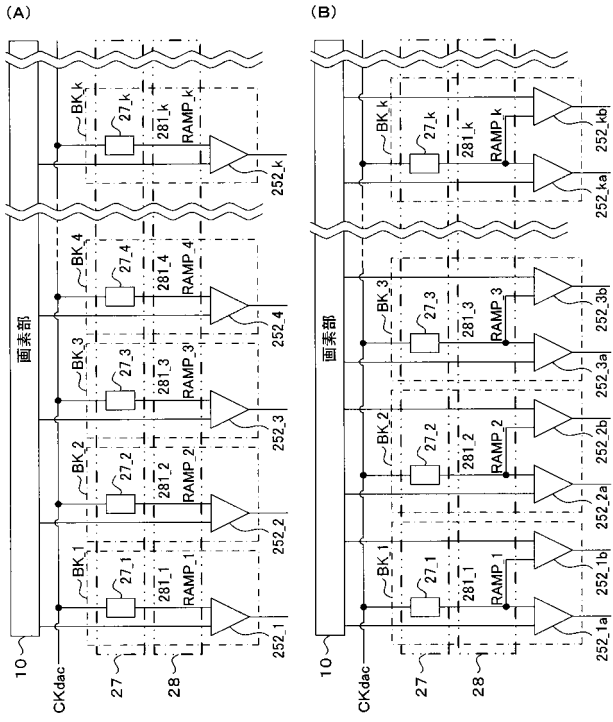 (A)
画素部
10
CKdac
27
28
BK_1
27_1
281_1
RAMP_1
252_1
BK_2
27_2
281_2
RAMP_2
252_2
BK_3
27_3
281_3
RAMP_3
252_3
BK_4
27_4
281_4
RAMP_4
252_4
BK_k
27_k
281_k
RAMP_k
252_k
(B)
画素部
10
CKdac
27
28
BK_1
27_1
281_1
RAMP_1
252_1a
252_1b
BK_2
27_2
281_2
RAMP_2
252_2a
252_2b
BK_3
27_3
281_3
RAMP_3
252_3a
252_3b
BK_k
27_k
281_k
RAMP_k
252_ka
252_kb